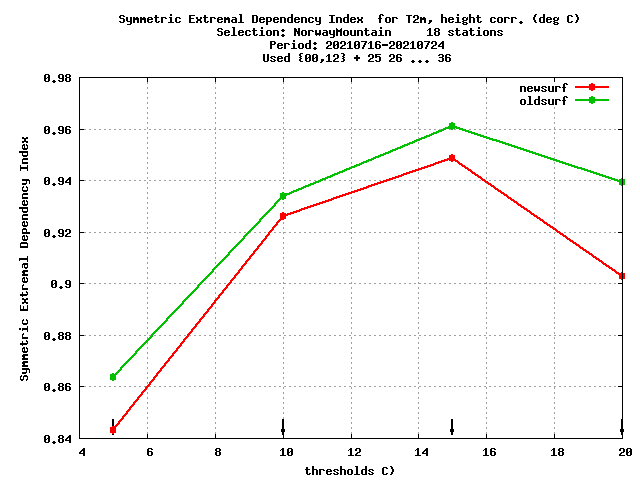 Symmetric Extremal Dependency Index  for T2m, height corr. (deg C)
Selection: NorwayMountain     18 stations
Period: 20210716-20210724
Used {00,12} + 25 26 ... 36
newsurf
oldsurf
Symmetric Extremal Dependency Index
0.98
0.96
0.94
0.92
0.9
0.88
0.86
0.84
4 6 8 10 12 14 16 18 20
thresholds C)